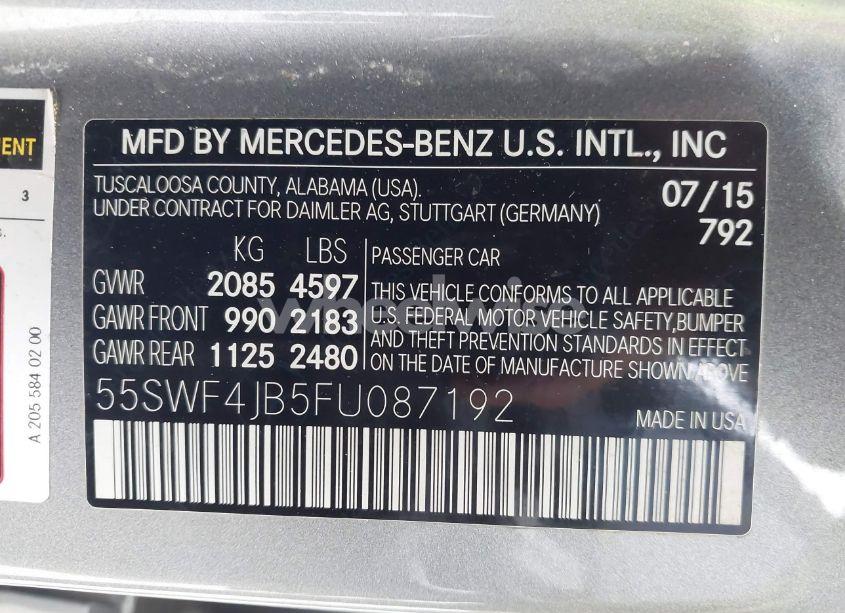 MFD BY MERCEDES-BENZ U.S. INTL., INC
TUSCALOOSA COUNTY, ALABAMA (USA).
UNDER CONTRACT FOR DAIMLER AG, STUTTGART (GERMANY)
07/15
792
KG LBS
GVWR 2085 4597
GAWR FRONT 990 2183
GAWR REAR 1125 2480
PASSENGER CAR
THIS VEHICLE CONFORMS TO ALL APPLICABLE
U.S. FEDERAL MOTOR VEHICLE SAFETY,BUMPER
AND THEFT PREVENTION STANDARDS IN EFFECT
ON THE DATE OF MANUFACTURE SHOWN ABOVE
55SWF4JB5FU087192
MADE IN USA
3
A 205 584 02 00